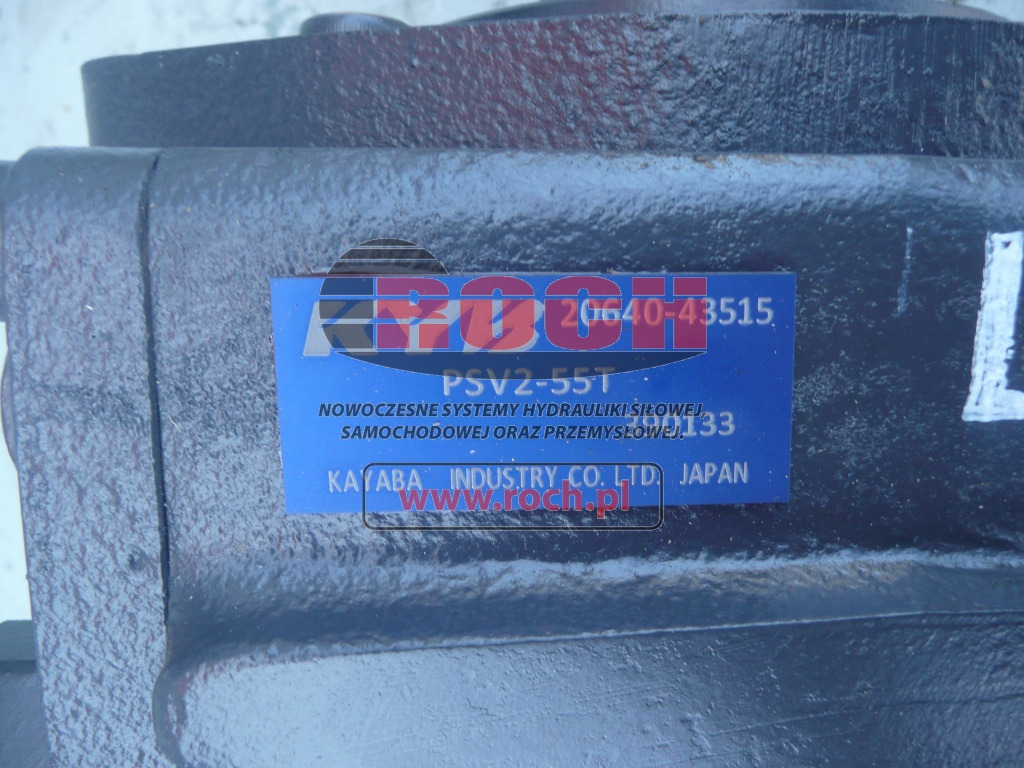 KYB 20640-43515
ROCH
PSV2-55T
NOWOCZESNE SYSTEMY HYDRAULIKI SIŁOWEJ,
SAMOCHODOWEJ ORAZ PRZEMYSŁOWEJ.
KAYABA INDUSTRY CO. LTD. JAPAN
www.roch.pl